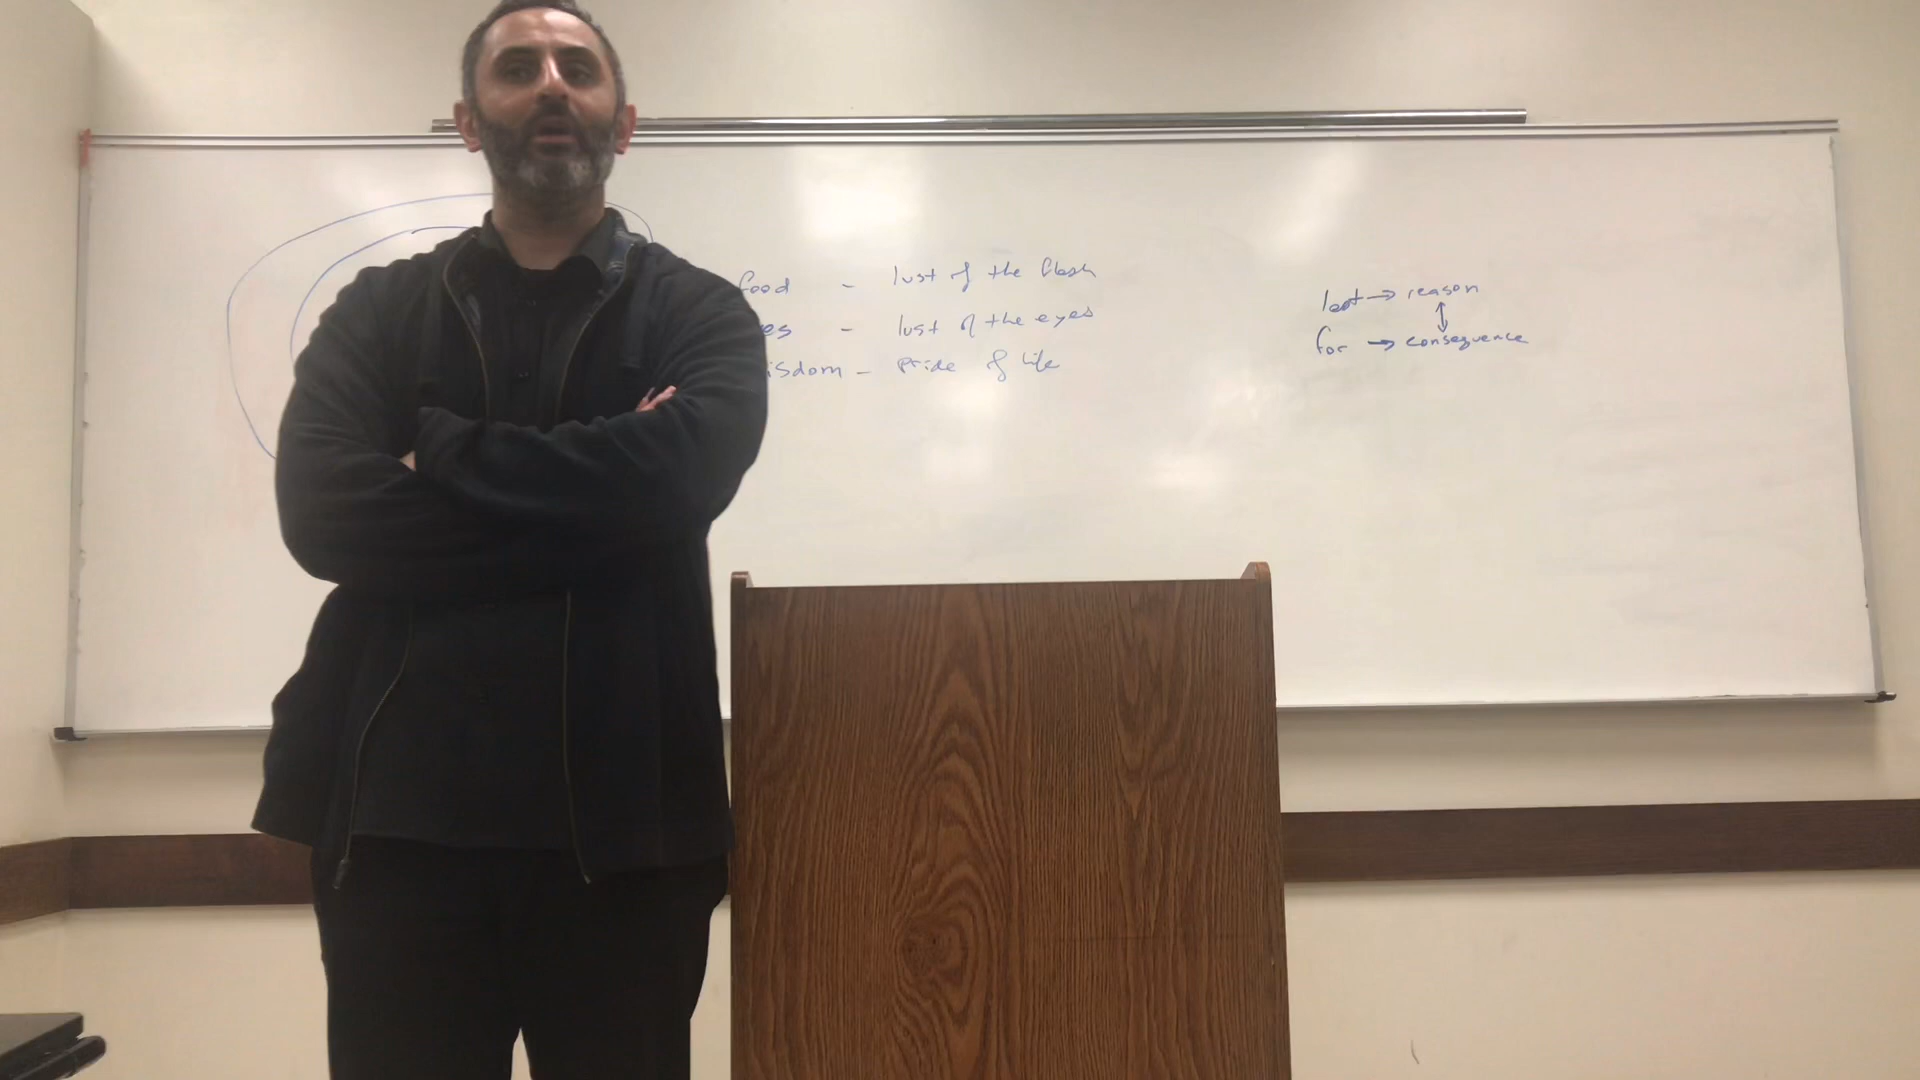 food - lust of the flesh
es - lust of the eyes
isdom - Pride of life
lest → reason
for → consequence